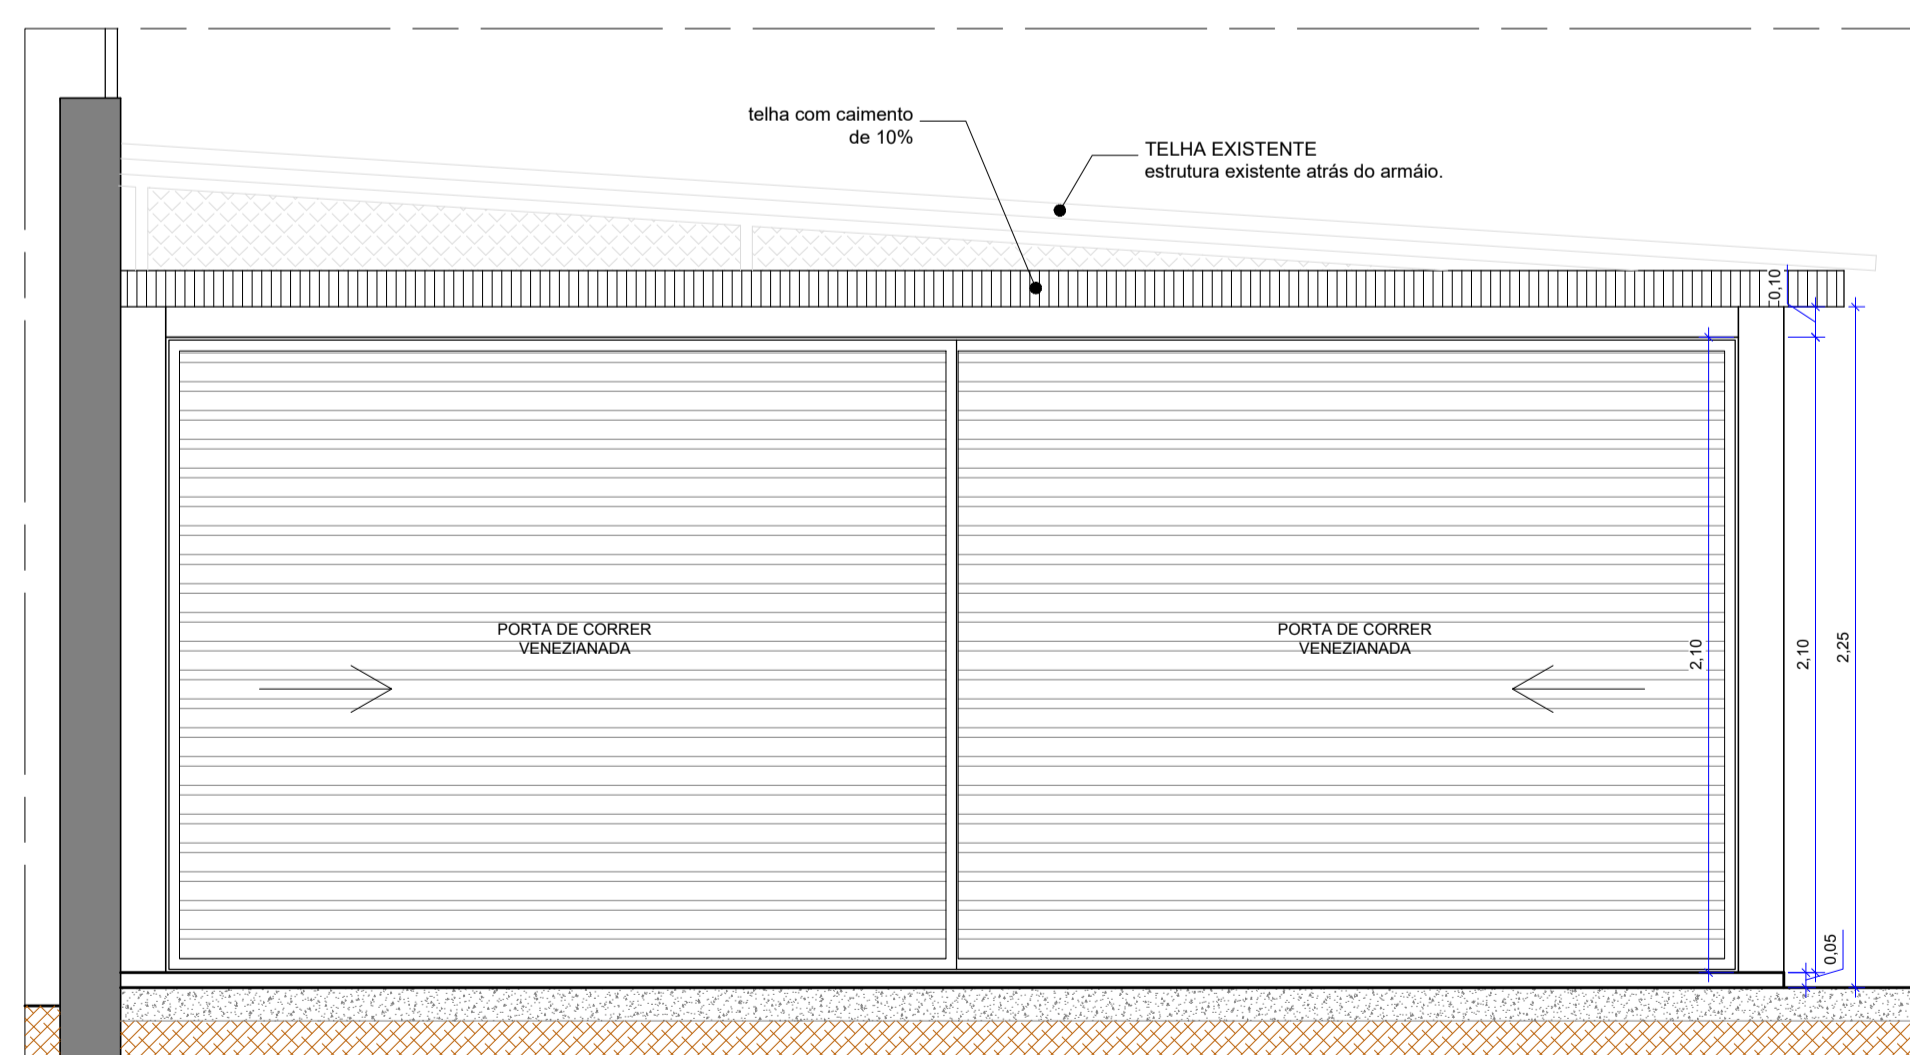 telha com caimento
de 10%
TELHA EXISTENTE
estrutura existente atrás do armáio.
0,10
PORTA DE CORRER
VENEZIANADA
PORTA DE CORRER
VENEZIANADA
2,10
2,10
2,25
0,05